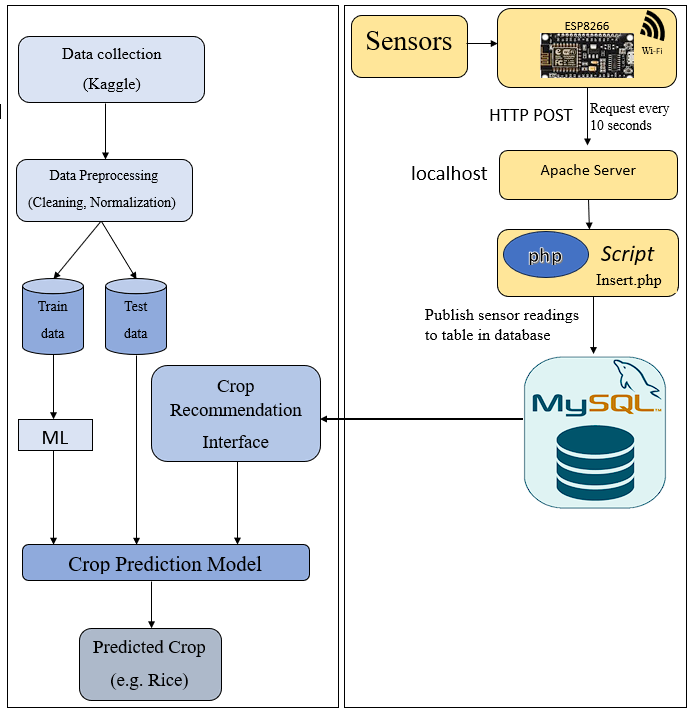 Data collection
(Kaggle)
Data Preprocessing
(Cleaning, Normalization)
Train
data
Test
data
ML
Crop
Recommendation
Interface
Crop Prediction Model
Predicted Crop
(e.g. Rice)
Sensors
ESP8266
Wi-Fi
HTTP POST
Request every
10 seconds
localhost
Apache Server
php
Script
Insert.php
Publish sensor readings
to table in database
MySQL